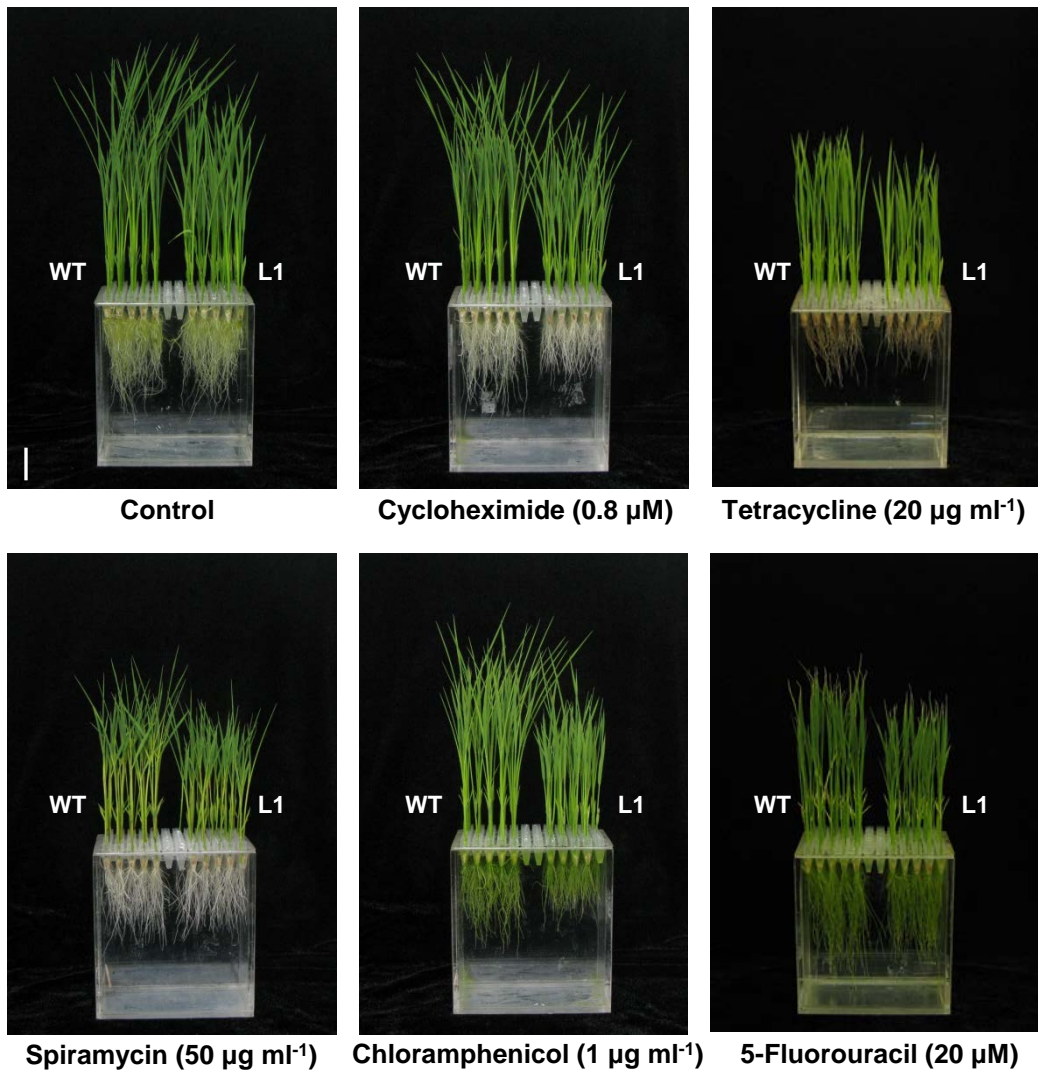 WT L1
Control
WT L1
Cycloheximide (0.8 µM)
WT L1
Tetracycline (20 µg ml-1)
WT L1
Spiramycin (50 µg ml-1)
WT L1
Chloramphenicol (1 µg ml-1)
WT L1
5-Fluorouracil (20 µM)